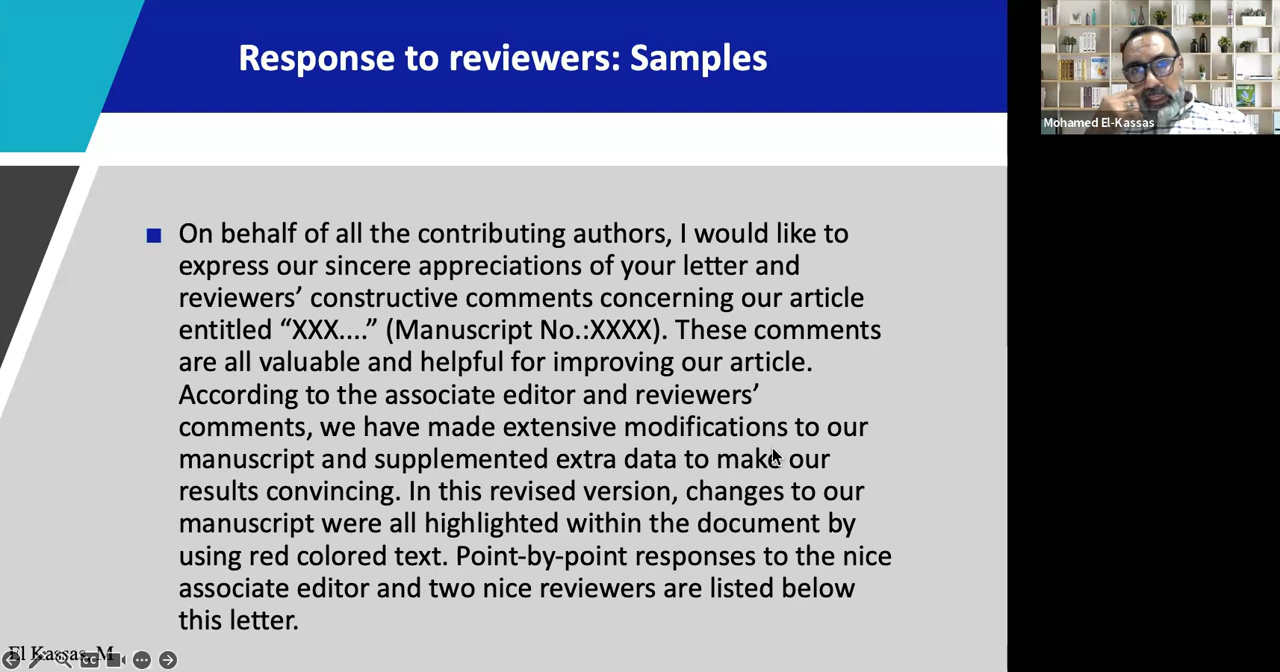 Response to reviewers: Samples
Mohamed El-Kassas
On behalf of all the contributing authors, I would like to
express our sincere appreciations of your letter and
reviewers’ constructive comments concerning our article
entitled “XXX....” (Manuscript No.:XXXX). These comments
are all valuable and helpful for improving our article.
According to the associate editor and reviewers’
comments, we have made extensive modifications to our
manuscript and supplemented extra data to make our
results convincing. In this revised version, changes to our
manuscript were all highlighted within the document by
using red colored text. Point-by-point responses to the nice
associate editor and two nice reviewers are listed below
this letter.
El Kassas, M
CC